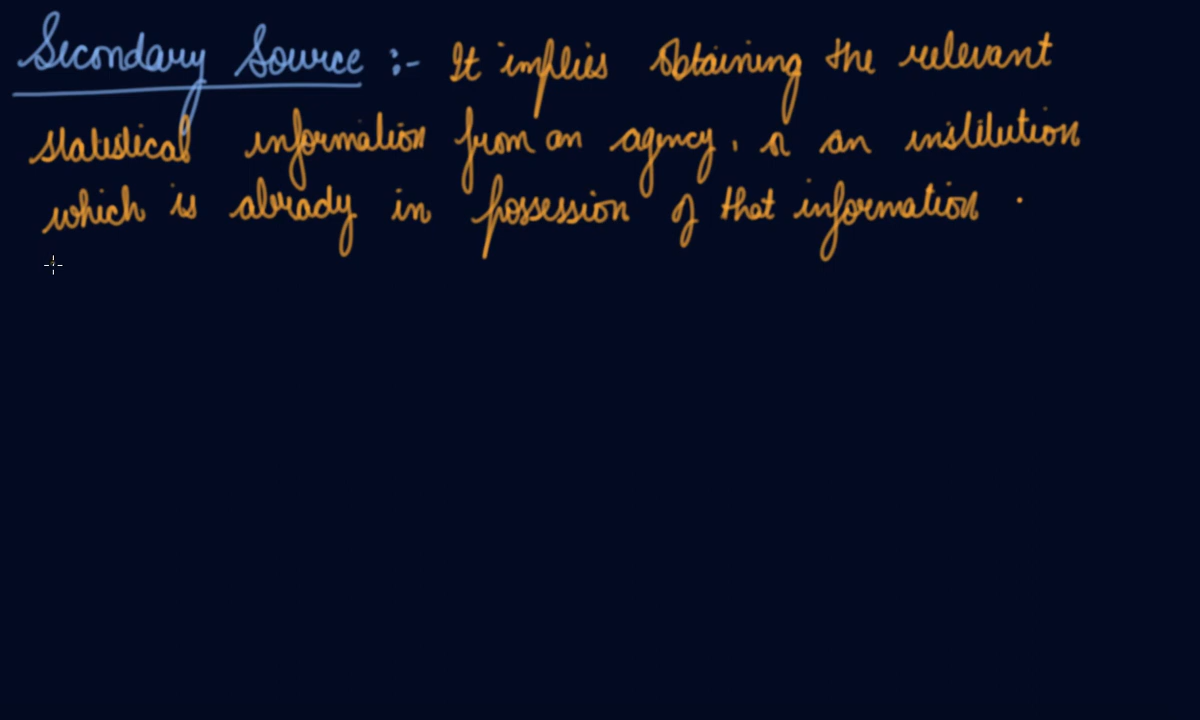 Secondary Source :- It implies obtaining the relevant
statistical information from an agency, or an institution
which is already in possession of that information .